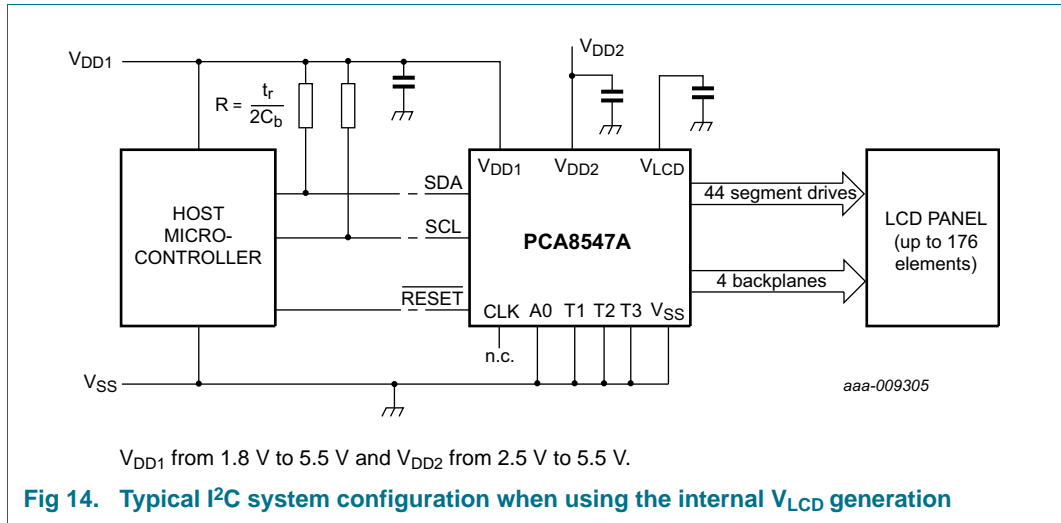 VDD1
VDD2
R = tr
2Cb
VDD1
VDD2
VLCD
HOST
MICRO-
CONTROLLER
SDA
SCL
RESET
PCA8547A
CLK A0 T1 T2 T3 VSS
n.c.
44 segment drives
4 backplanes
LCD PANEL
(up to 176
elements)
VSS
aaa-009305
VDD1 from 1.8 V to 5.5 V and VDD2 from 2.5 V to 5.5 V.
Fig 14. Typical I2C system configuration when using the internal VLCD generation